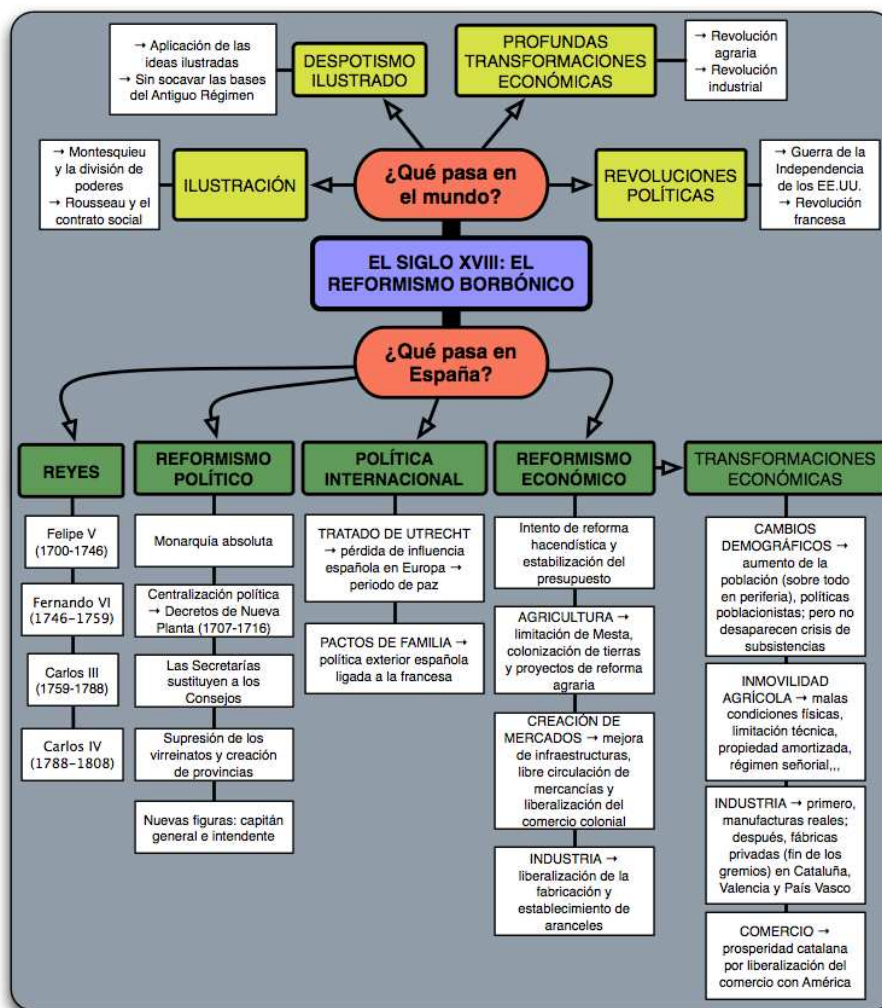 → Aplicación de las
ideas ilustradas
→ Sin socavar las bases
del Antiguo Régimen
DESPOTISMO
ILUSTRADO
PROFUNDAS
TRANSFORMACIONES
ECONÓMICAS
→ Revolución
agraria
→ Revolución
industrial
→ Montesquieu
y la división de
poderes
→ Rousseau y el
contrato social
ILUSTRACIÓN
¿Qué pasa en
el mundo?
REVOLUCIONES
POLÍTICAS
→ Guerra de la
Independencia
de los EE.UU.
→ Revolución
francesa
EL SIGLO XVIII: EL
REFORMISMO BORBÓNICO
¿Qué pasa en
España?
REYES
Felipe V
(1700-1746)
Fernando VI
(1746-1759)
Carlos III
(1759-1788)
Carlos IV
(1788-1808)
REFORMISMO
POLÍTICO
Monarquía absoluta
Centralización política
→ Decretos de Nueva
Planta (1707-1716)
Las Secretarías
sustituyen a los
Consejos
Supresión de los
virreinatos y creación
de provincias
Nuevas figuras: capitán
general e intendente
POLÍTICA
INTERNACIONAL
TRATADO DE UTRECHT
→ pérdida de influencia
española en Europa →
periodo de paz
PACTOS DE FAMILIA →
política exterior española
ligada a la francesa
REFORMISMO
ECONÓMICO
Intento de reforma
hacendística y
estabilización del
presupuesto
AGRICULTURA →
limitación de Mesta,
colonización de tierras
y proyectos de reforma
agraria
CREACIÓN DE
MERCADOS → mejora
de infraestructuras,
libre circulación de
mercancías y
liberalización del
comercio colonial
INDUSTRIA →
liberalización de la
fabricación y
establecimiento de
aranceles
TRANSFORMACIONES
ECONÓMICAS
CAMBIOS
DEMOGRÁFICOS →
aumento de la
población (sobre todo
en periferia), políticas
poblacionistas; pero no
desaparecen crisis de
subsistencias
INMOVILIDAD
AGRÍCOLA → malas
condiciones físicas,
limitación técnica,
propiedad amortizada,
régimen señorial,,,
INDUSTRIA → primero,
manufacturas reales;
después, fábricas
privadas (fin de los
gremios) en Cataluña,
Valencia y País Vasco
COMERCIO →
prosperidad catalana
por liberalización del
comercio con América